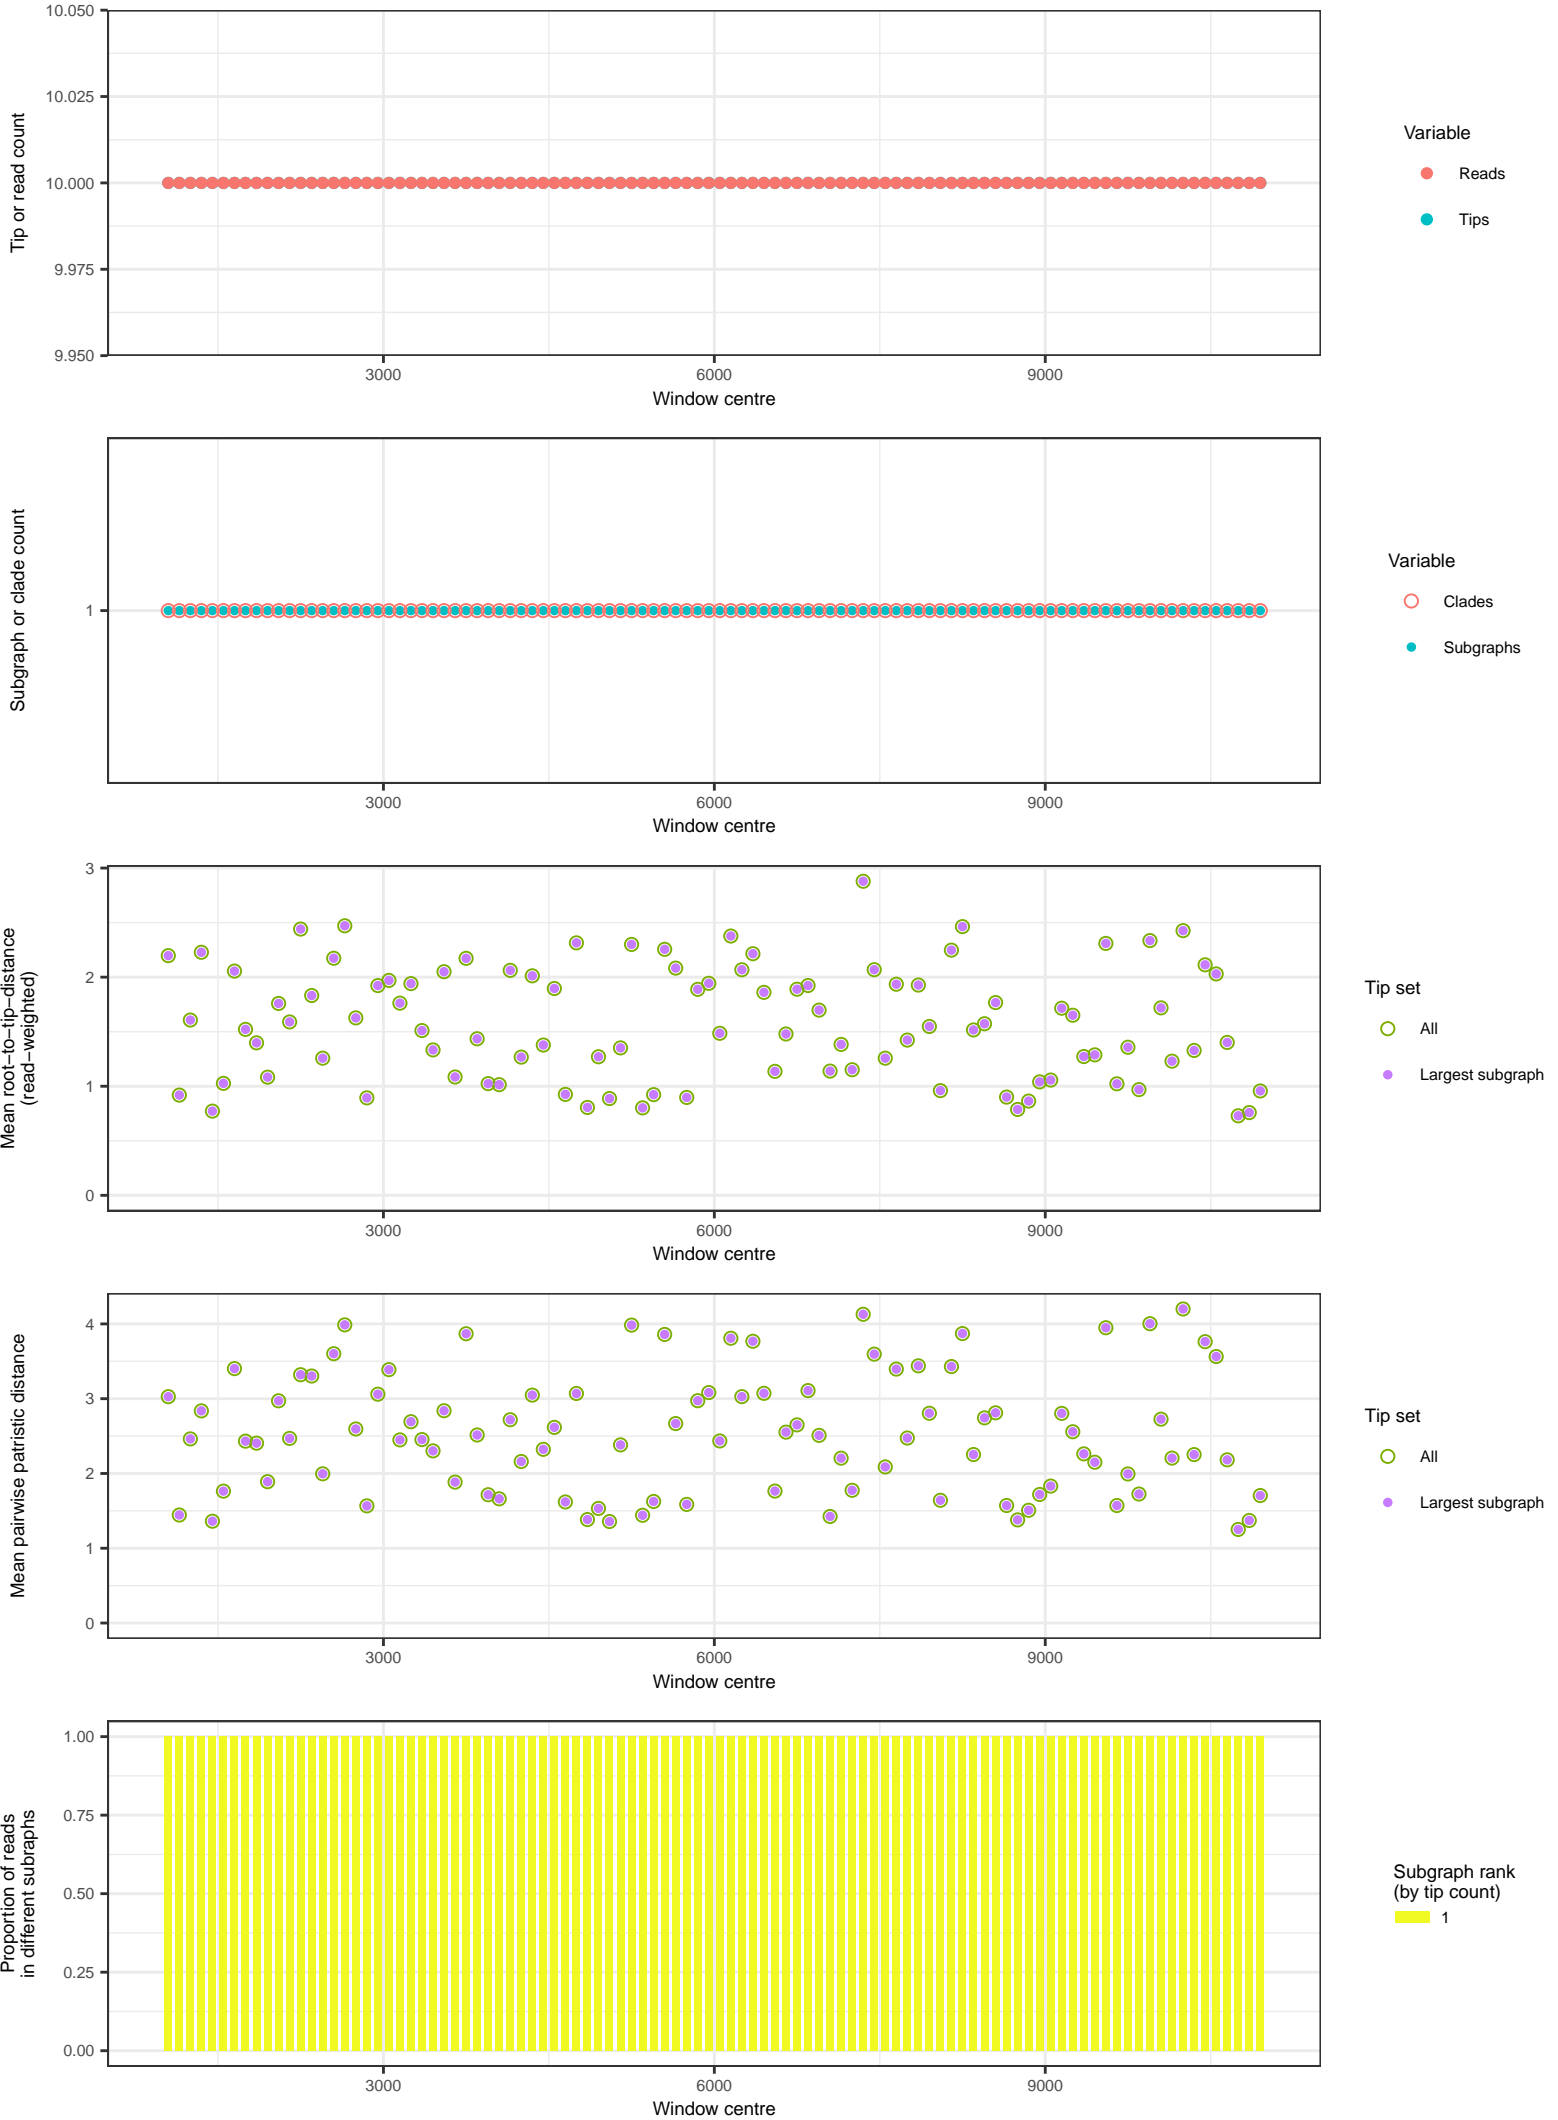 10.050
10.025
10.000
9.975
9.950
Tip or read count
3000
6000
9000
Window centre
Variable
Reads
Tips
1
Subgraph or clade count
3000
6000
9000
Window centre
Variable
Clades
Subgraphs
3
2
1
0
Mean root−to−tip−distance
(read−weighted)
3000
6000
9000
Window centre
Tip set
All
Largest subgraph
4
3
2
1
0
Mean pairwise patristic distance
3000
6000
9000
Window centre
Tip set
All
Largest subgraph
1.00
0.75
0.50
0.25
0.00
Proportion of reads
in different subraphs
3000
6000
9000
Window centre
Subgraph rank
(by tip count)
1